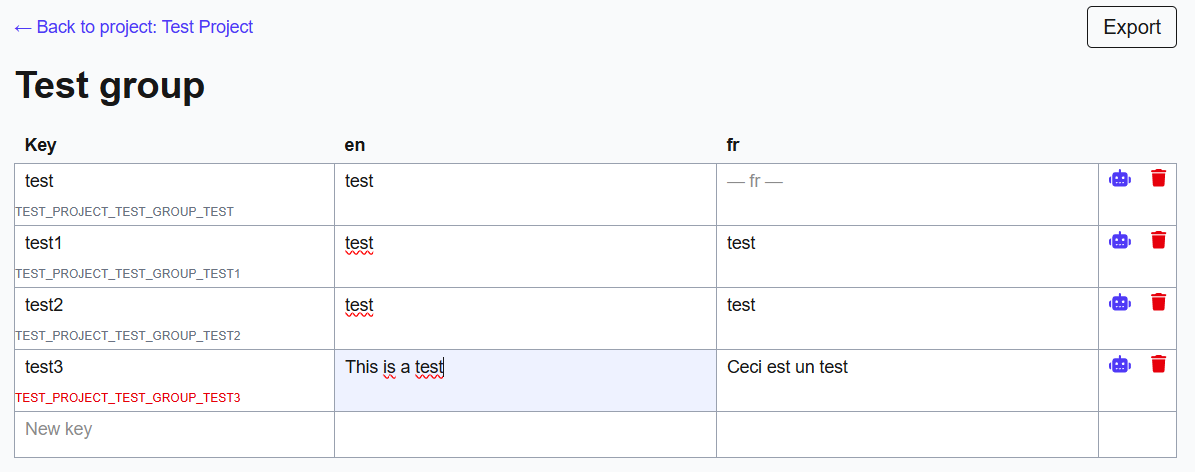 ← Back to project: Test Project
Export
Test group
Key en fr
test test — fr —
TEST_PROJECT_TEST_GROUP_TEST
test1 test test
TEST_PROJECT_TEST_GROUP_TEST1
test2 test test
TEST_PROJECT_TEST_GROUP_TEST2
test3 This is a test Ceci est un test
TEST_PROJECT_TEST_GROUP_TEST3
New key